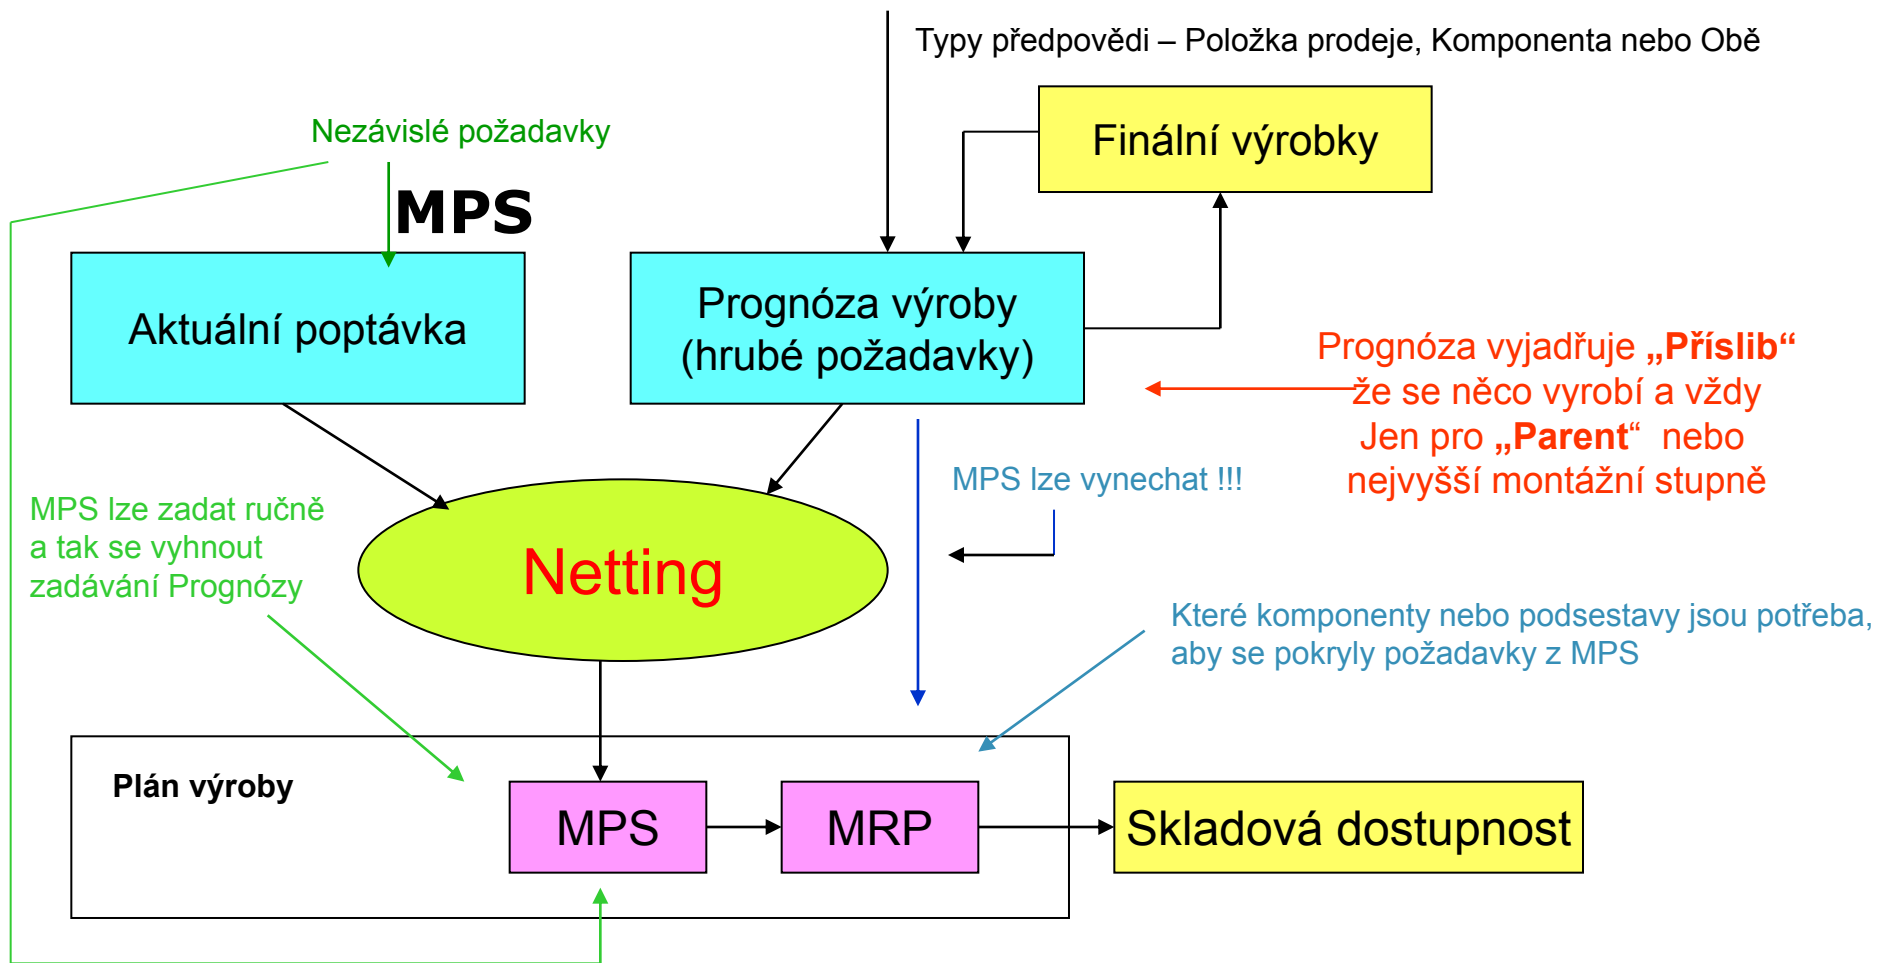 Typy předpovědi – Položka prodeje, Komponenta nebo Obě
Nezávislé požadavky
Finální výrobky
MPS
Aktuální poptávka
Prognóza výroby
(hrubé požadavky)
Prognóza vyjadřuje „Příslib“
že se něco vyrobí a vždy
Jen pro „Parent“ nebo
nejvyšší montážní stupně
MPS lze vynechat !!!
MPS lze zadat ručně
a tak se vyhnout
zadávání Prognózy
Netting
Které komponenty nebo podsestavy jsou potřeba,
aby se pokryly požadavky z MPS
Plán výroby
MPS
MRP
Skladová dostupnost